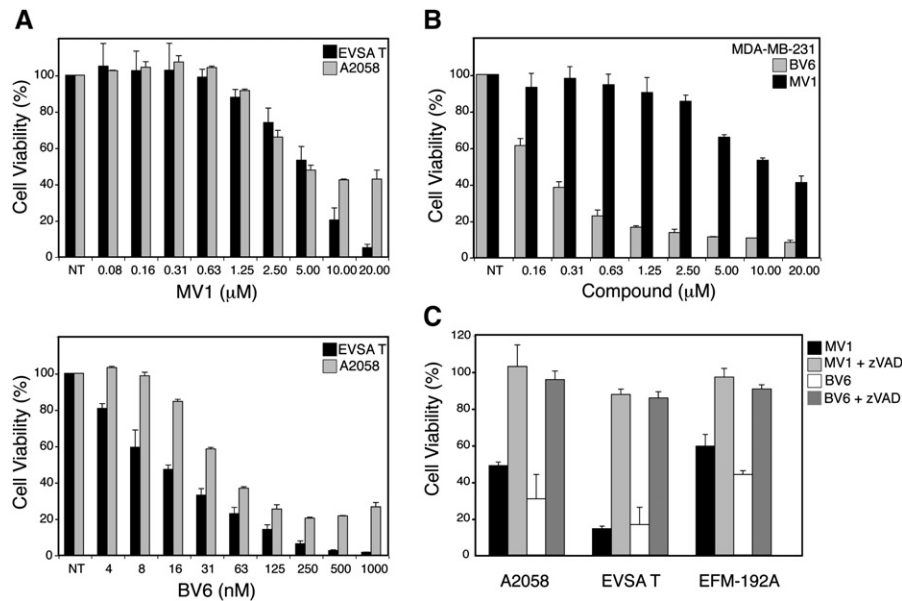 A
EVSA T
A2058
Cell Viability (%)
100
80
60
40
20
0
NT 0.08 0.16 0.31 0.63 1.25 2.50 5.00 10.00 20.00
MV1 (μM)
EVSA T
A2058
Cell Viability (%)
100
80
60
40
20
0
NT 4 8 16 31 63 125 250 500 1000
BV6 (nM)
B
MDA-MB-231
BV6
MV1
Cell Viability (%)
100
80
60
40
20
0
NT 0.16 0.31 0.63 1.25 2.50 5.00 10.00 20.00
Compound (μM)
C
MV1
MV1 + zVAD
BV6
BV6 + zVAD
Cell Viability (%)
120
100
80
60
40
20
0
A2058 EVSA T EFM-192A